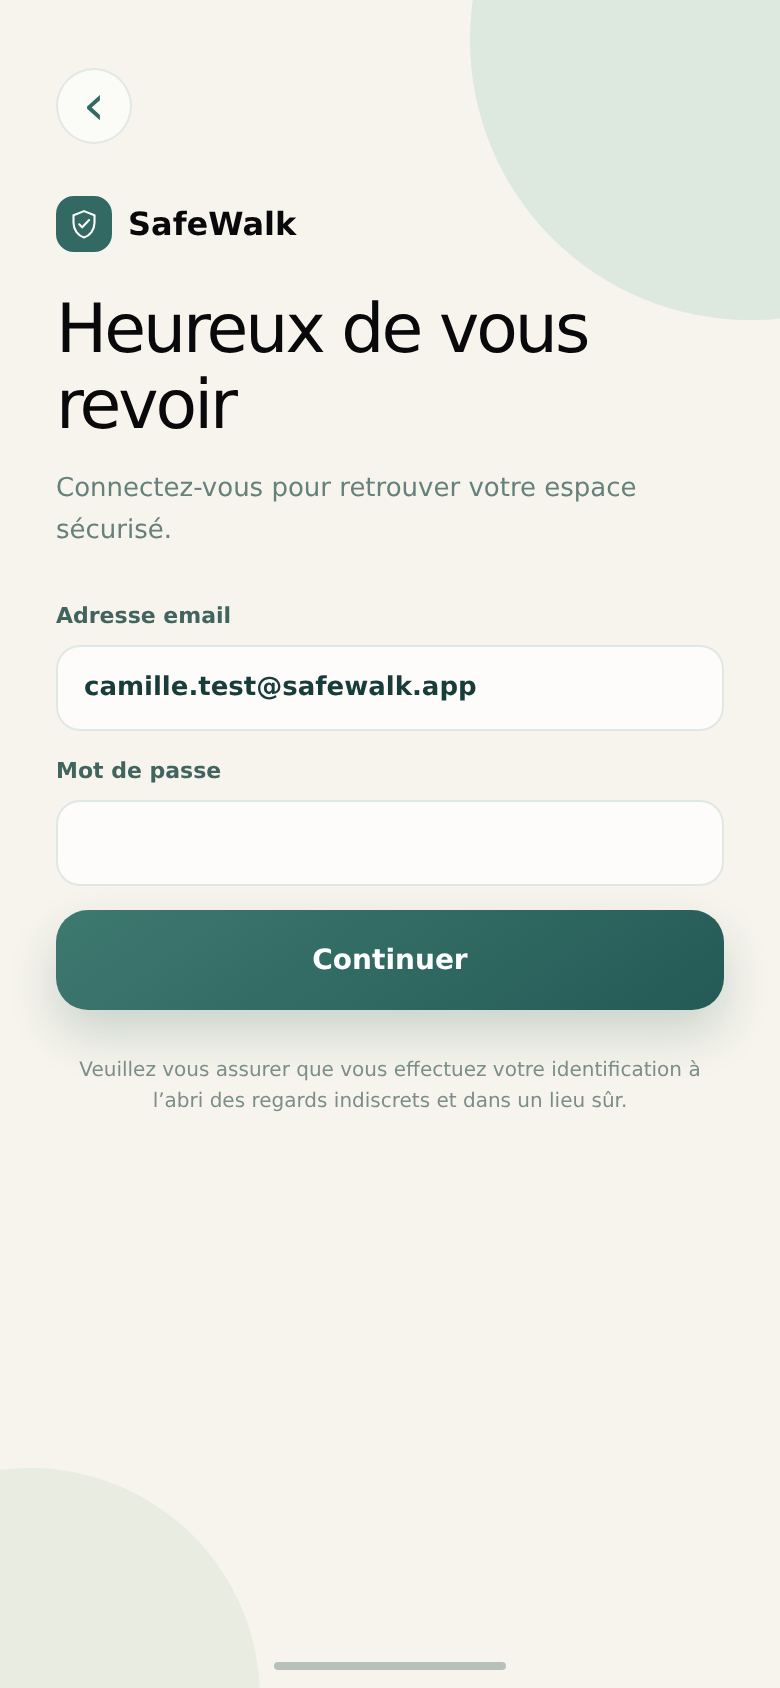 SafeWalk
Heureux de vous
revoir
Connectez-vous pour retrouver votre espace
sécurisé.
Adresse email
camille.test@safewalk.app
Mot de passe
Continuer
Veuillez vous assurer que vous effectuez votre identification à
l’abri des regards indiscrets et dans un lieu sûr.